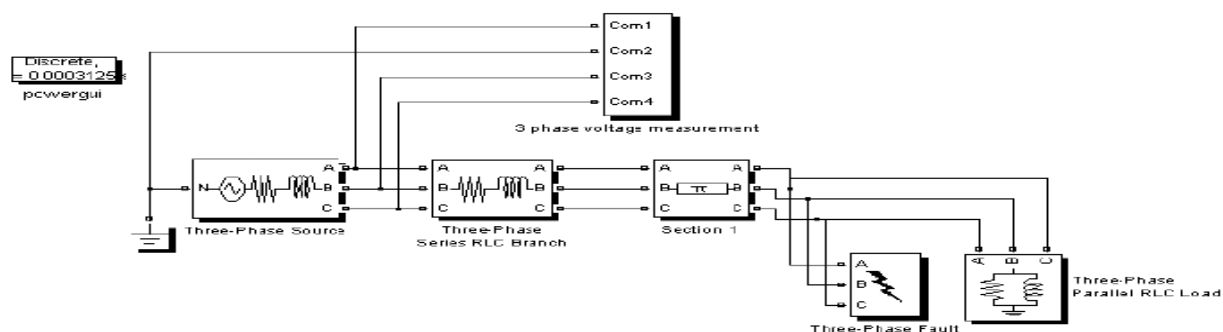 Com1
Com2
Com3
Com4
3 phase voltage measurement
Discrete,
= 0.0003125 s
powergui
N
A
B
C
Three-Phase Source
A
B
C
A
B
C
Three-Phase
Series RLC Branch
A
B
C
π
A
B
C
Section 1
A
B
C
Three-Phase Fault
A
B
C
Three-Phase
Parallel RLC Load